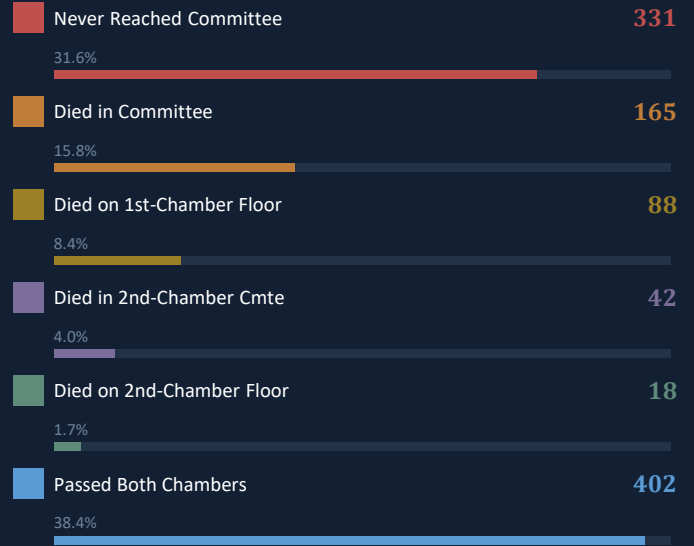 Never Reached Committee 331
31.6%
Died in Committee 165
15.8%
Died on 1st-Chamber Floor 88
8.4%
Died in 2nd-Chamber Cmte 42
4.0%
Died on 2nd-Chamber Floor 18
1.7%
Passed Both Chambers 402
38.4%